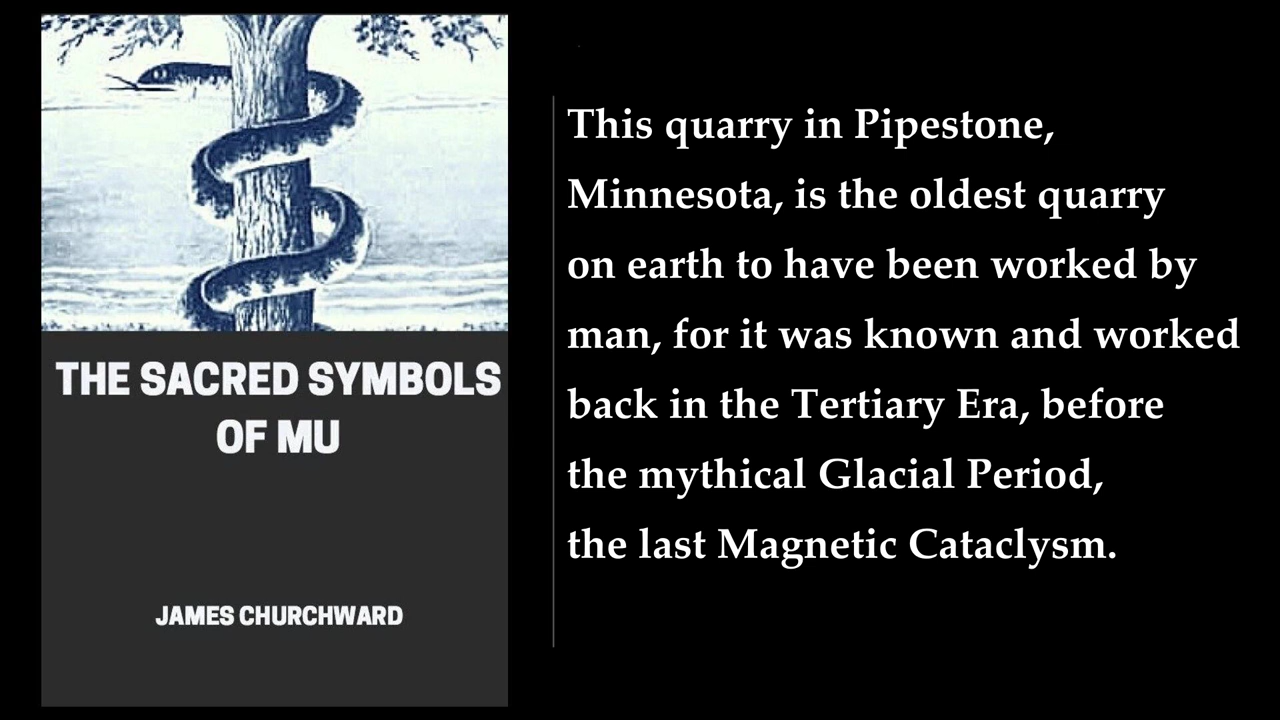 THE SACRED SYMBOLS
OF MU
JAMES CHURCHWARD
This quarry in Pipestone,
Minnesota, is the oldest quarry
on earth to have been worked by
man, for it was known and worked
back in the Tertiary Era, before
the mythical Glacial Period,
the last Magnetic Cataclysm.